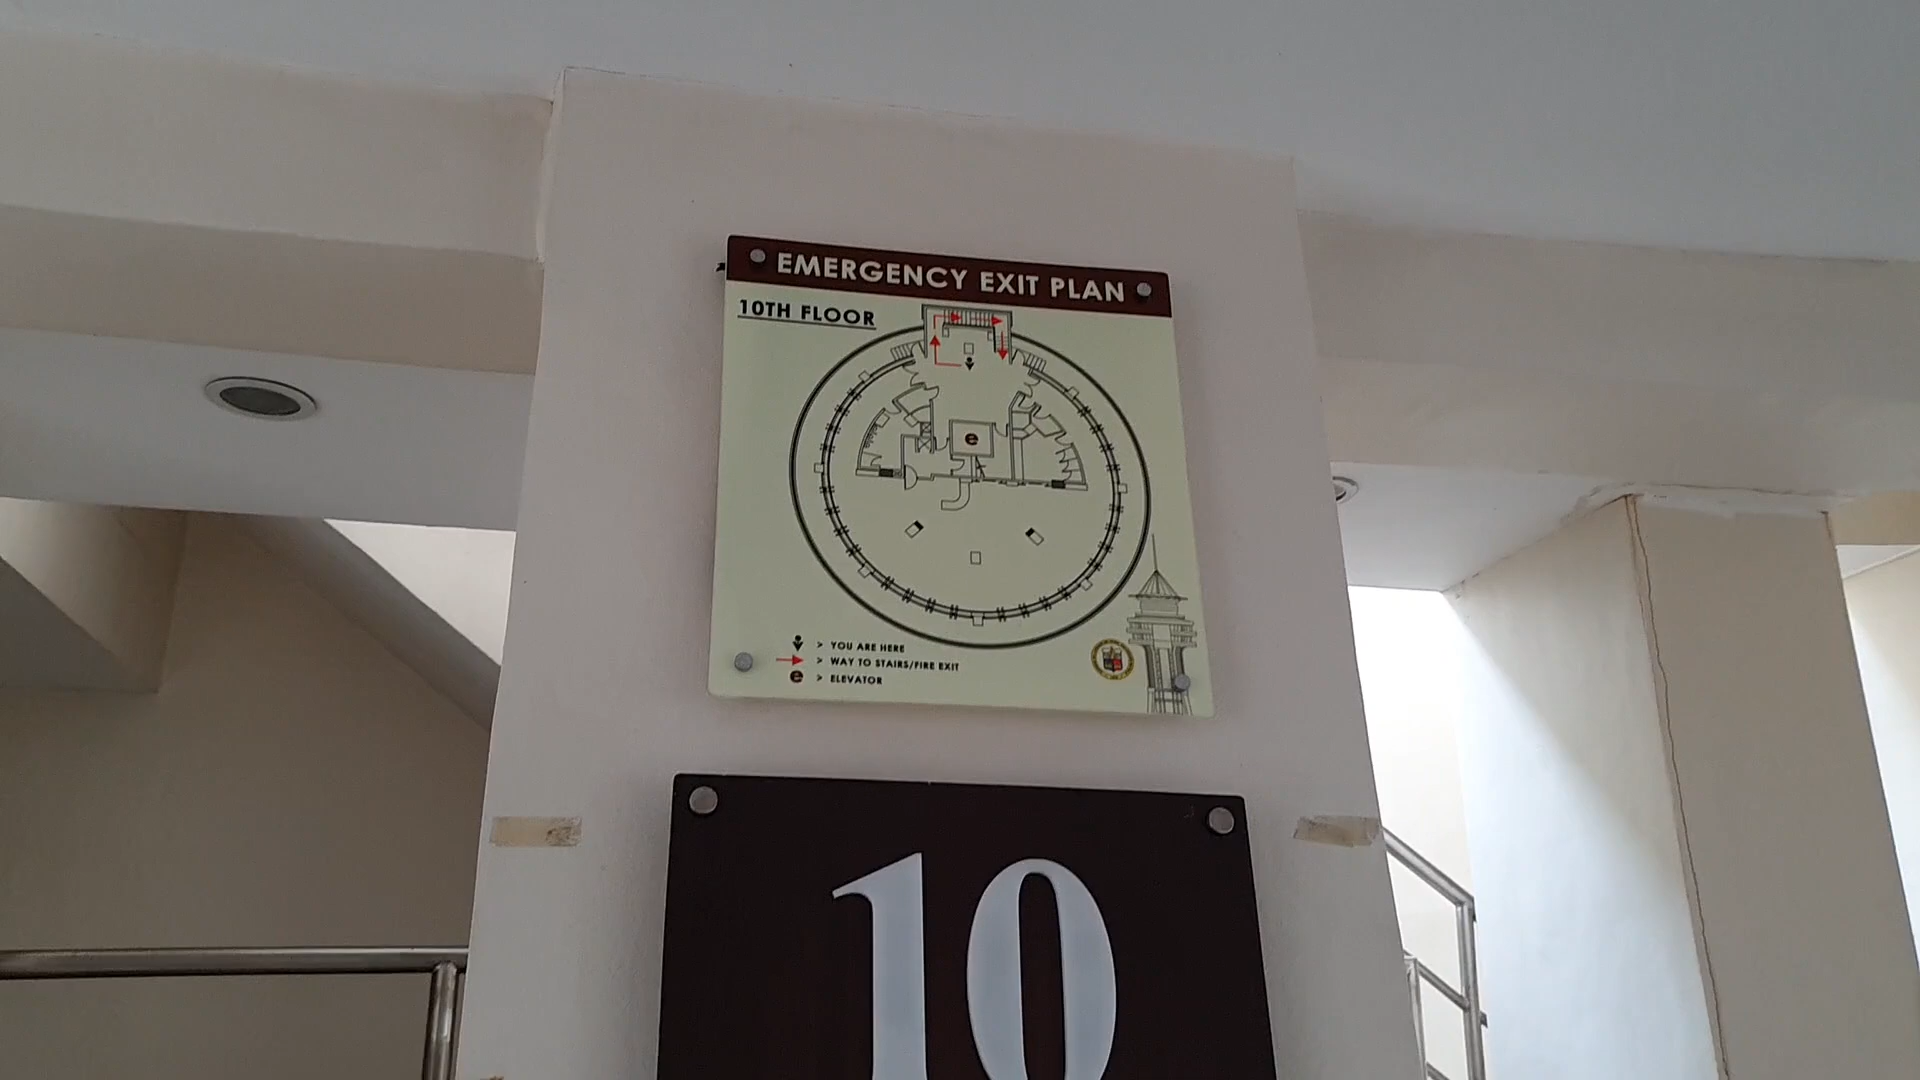 EMERGENCY EXIT PLAN
10TH FLOOR
e
> YOU ARE HERE
> WAY TO STAIRS/FIRE EXIT
e > ELEVATOR
10